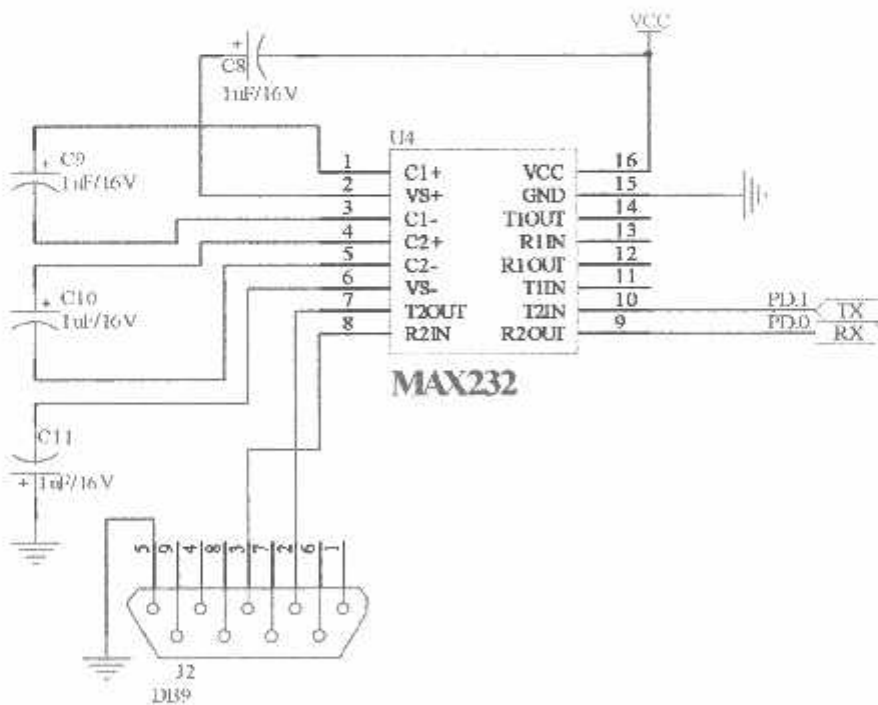 VCC
+
C8
1uF/16V
+ C9
1uF/16V
+ C10
1uF/16V
C11
+ 1uF/16V
U4
1 C1+ VCC 16
2 VS+ GND 15
3 C1- T1OUT 14
4 C2+ R1IN 13
5 C2- R1OUT 12
6 VS- T1IN 11
7 T2OUT T2IN 10
8 R2IN R2OUT 9
PD.1 TX
PD.0 RX
MAX232
5 9 4 8 3 7 2 6 1
J2
DB9